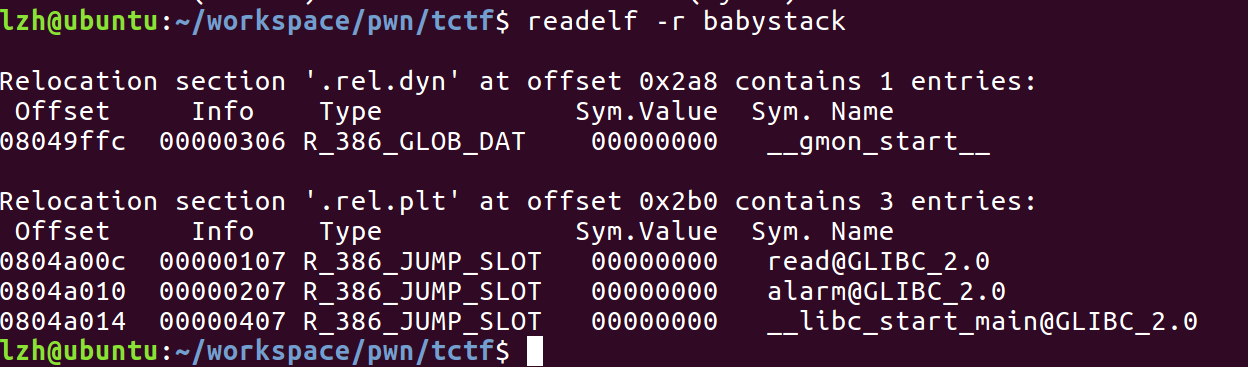 lzh@ubuntu:~/workspace/pwn/tctf$ readelf -r babystack
Relocation section '.rel.dyn' at offset 0x2a8 contains 1 entries:
Offset Info Type Sym.Value Sym. Name
08049ffc 00000306 R_386_GLOB_DAT 00000000 __gmon_start__
Relocation section '.rel.plt' at offset 0x2b0 contains 3 entries:
Offset Info Type Sym.Value Sym. Name
0804a00c 00000107 R_386_JUMP_SLOT 00000000 read@GLIBC_2.0
0804a010 00000207 R_386_JUMP_SLOT 00000000 alarm@GLIBC_2.0
0804a014 00000407 R_386_JUMP_SLOT 00000000 __libc_start_main@GLIBC_2.0
lzh@ubuntu:~/workspace/pwn/tctf$